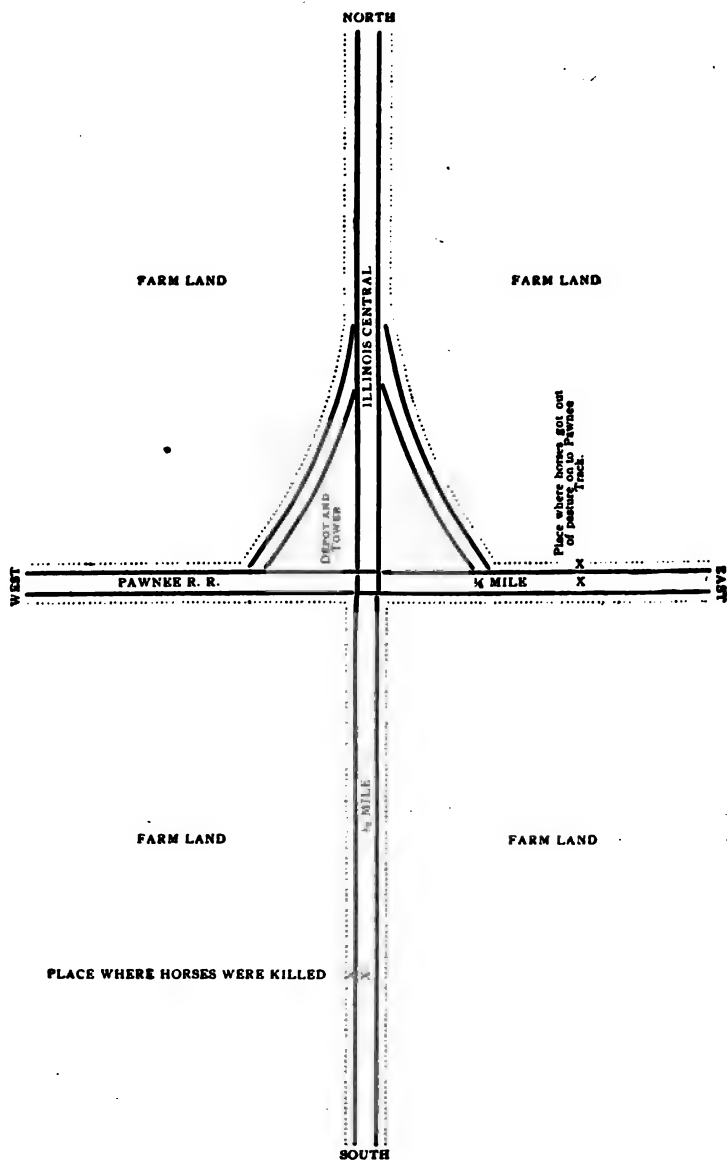 NORTH
FARM LAND
FARM LAND
ILLINOIS CENTRAL
Place where horses got out
of pasture on to Pawnee
Track.
DEPOT AND
TOWER
WEST
PAWNEE R. R.
¼ MILE
X
X
EAST
½ MILE
FARM LAND
FARM LAND
PLACE WHERE HORSES WERE KILLED
X X
SOUTH